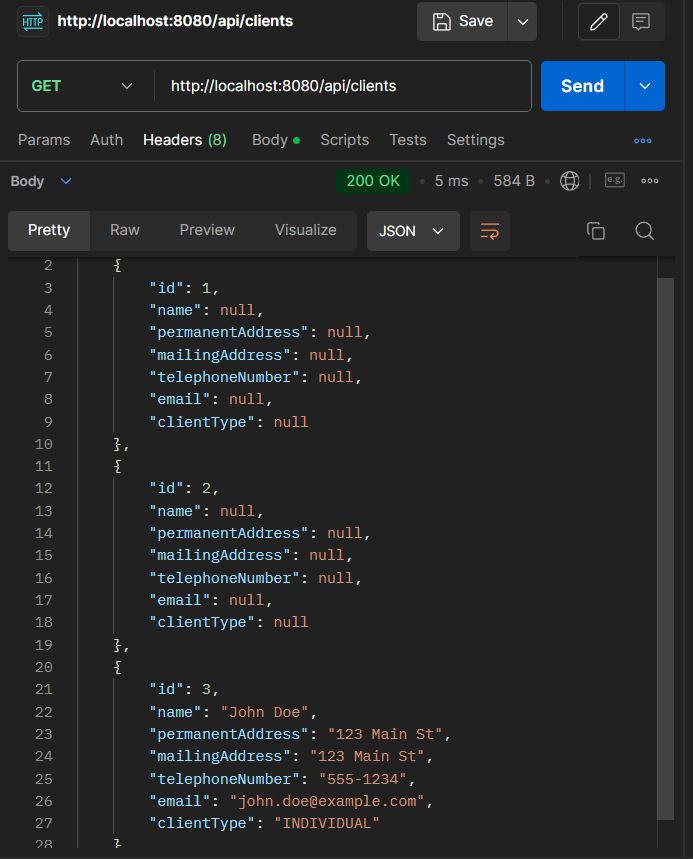 HTTP http://localhost:8080/api/clients Save
GET http://localhost:8080/api/clients Send
Params Auth Headers (8) Body Scripts Tests Settings
Body 200 OK 5 ms 584 B e.g.
Pretty Raw Preview Visualize JSON
2 {
3 "id": 1,
4 "name": null,
5 "permanentAddress": null,
6 "mailingAddress": null,
7 "telephoneNumber": null,
8 "email": null,
9 "clientType": null
10 },
11 {
12 "id": 2,
13 "name": null,
14 "permanentAddress": null,
15 "mailingAddress": null,
16 "telephoneNumber": null,
17 "email": null,
18 "clientType": null
19 },
20 {
21 "id": 3,
22 "name": "John Doe",
23 "permanentAddress": "123 Main St",
24 "mailingAddress": "123 Main St",
25 "telephoneNumber": "555-1234",
26 "email": "john.doe@example.com",
27 "clientType": "INDIVIDUAL"
28 }